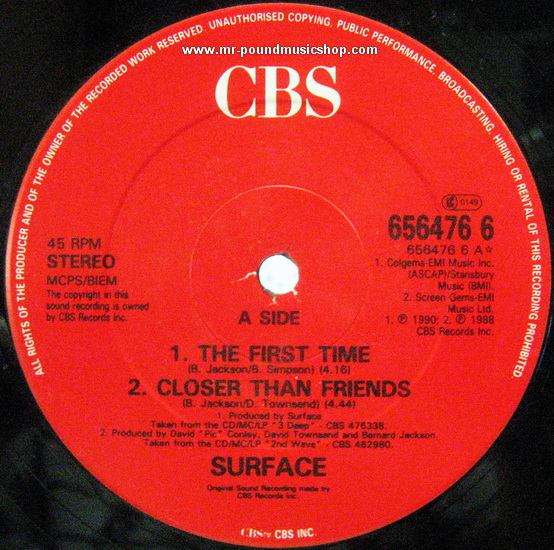 ALL RIGHTS OF THE PRODUCER AND OF THE OWNER OF THE RECORDED WORK RESERVED. UNAUTHORISED COPYING, PUBLIC PERFORMANCE, BROADCASTING, HIRING OR RENTAL OF THIS RECORDING PROHIBITED
www.mr-poundmusicshop.com
CBS
LC 0149
45 RPM
STEREO
MCPS/BIEM
The copyright in this
sound recording is owned
by CBS Records Inc.
656476 6
656476 6 A☆
1. Colgems-EMI Music Inc.
(ASCAP)/Stansbury
Music (BMI).
2. Screen Gems-EMI
Music Ltd.
1. ℗ 1990; 2. ℗ 1988
CBS Records Inc.
A SIDE
1. THE FIRST TIME
(B. Jackson/B. Simpson) (4.16)
2. CLOSER THAN FRIENDS
(B. Jackson/D. Townsend) (4.44)
1. Produced by Surface.
Taken from the CD/MC/LP "3 Deep" - CBS 476338.
2. Produced by David "Pic" Conley, David Townsand and Bernard Jackson.
Taken from the CD/MC/LP "2nd Wave" - CBS 462980.
SURFACE
Original Sound Recording made by
CBS Records Inc.
CBS CBS INC.